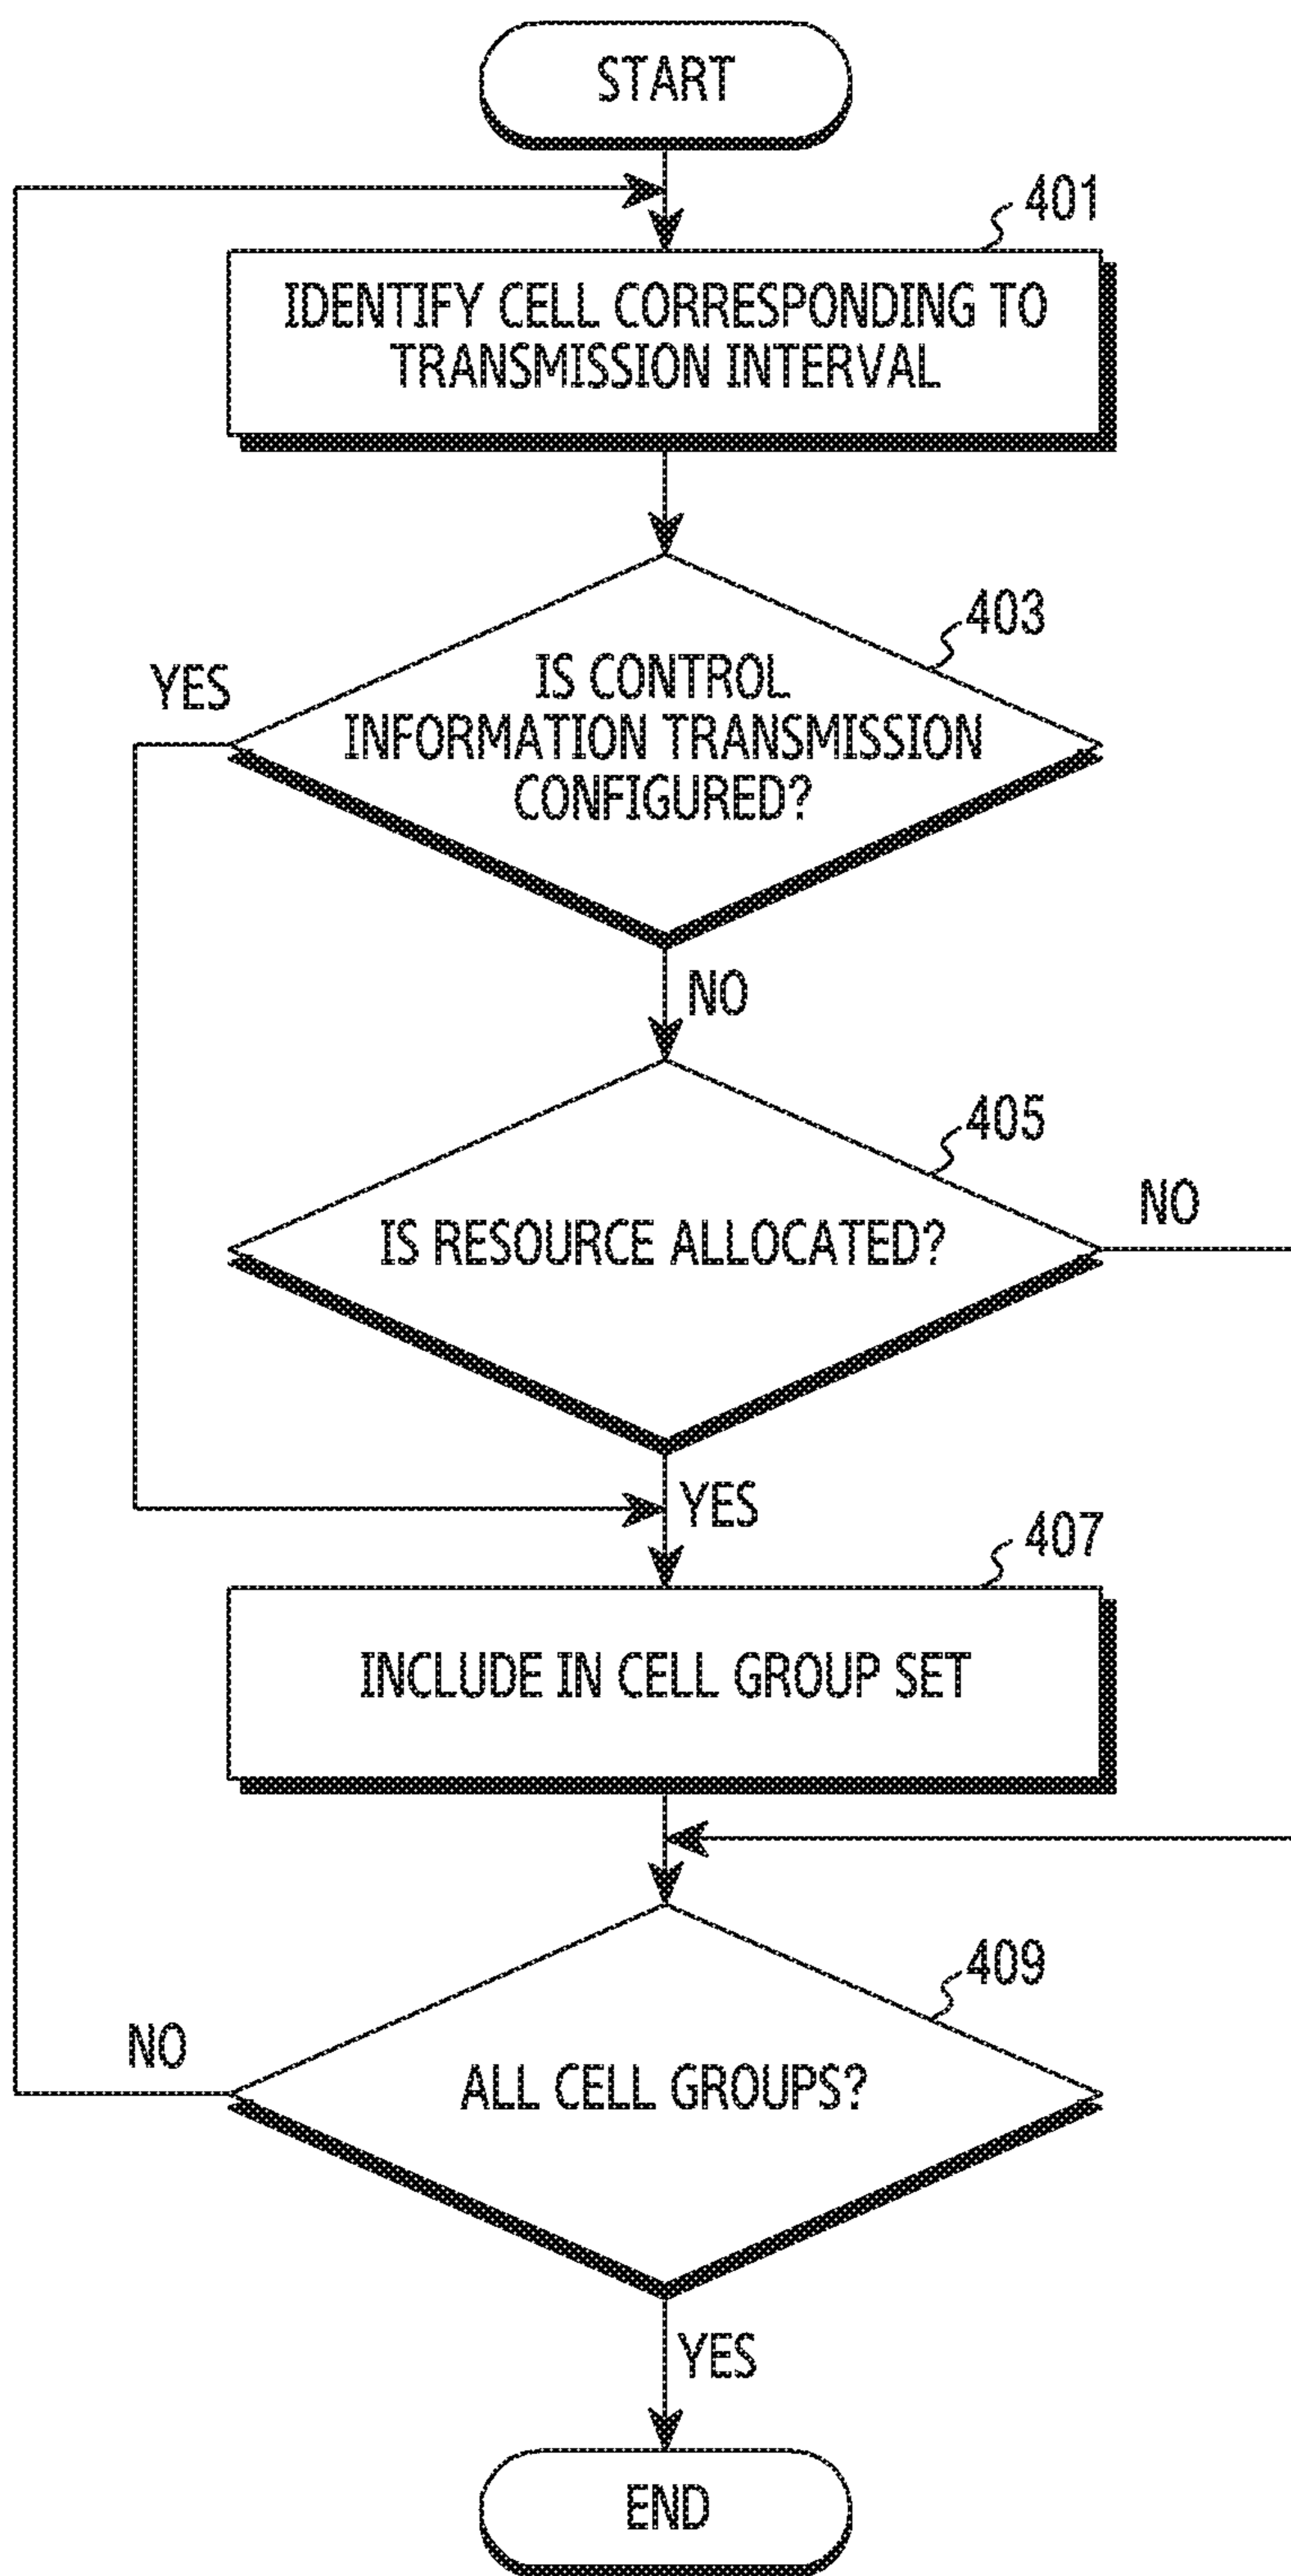 START
401
IDENTIFY CELL CORRESPONDING TO
TRANSMISSION INTERVAL
403
YES
IS CONTROL
INFORMATION TRANSMISSION
CONFIGURED?
NO
405
NO
IS RESOURCE ALLOCATED?
YES
407
INCLUDE IN CELL GROUP SET
409
NO
ALL CELL GROUPS?
YES
END